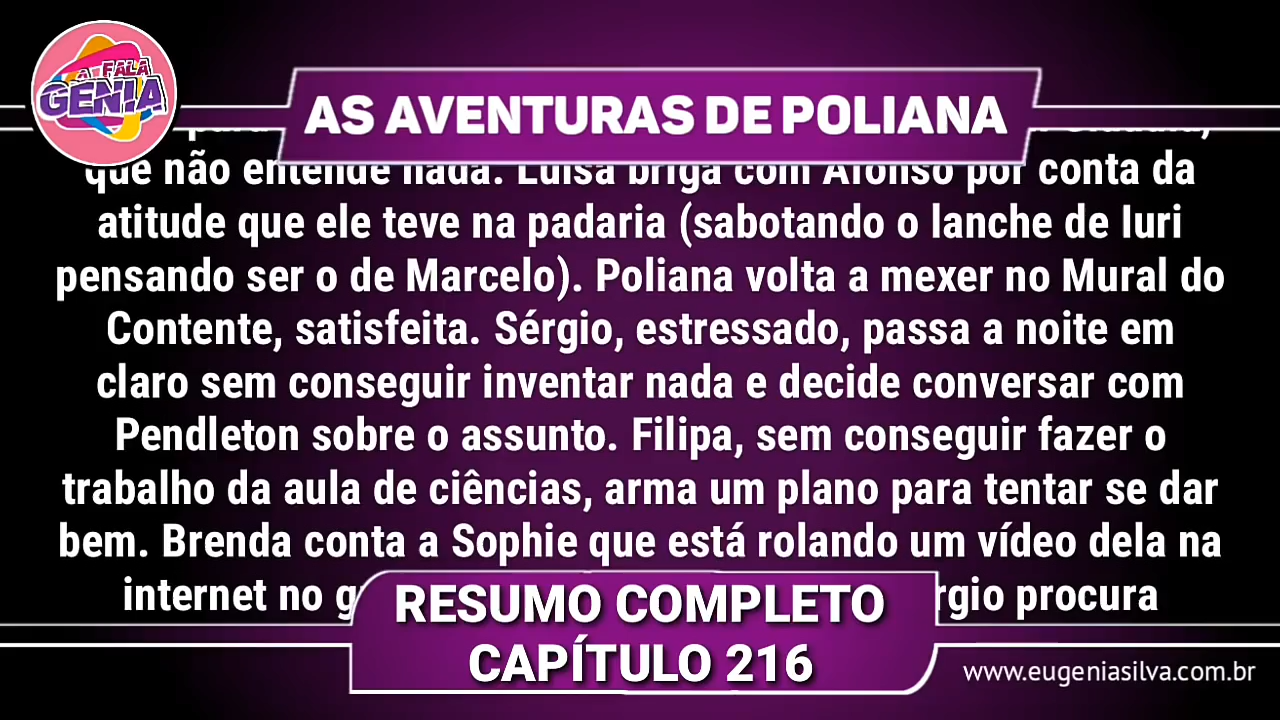 A FALA
GÊNIA
AS AVENTURAS DE POLIANA
que não entende nada. Luisa briga com Afonso por conta da
atitude que ele teve na padaria (sabotando o lanche de Iuri
pensando ser o de Marcelo). Poliana volta a mexer no Mural do
Contente, satisfeita. Sérgio, estressado, passa a noite em
claro sem conseguir inventar nada e decide conversar com
Pendleton sobre o assunto. Filipa, sem conseguir fazer o
trabalho da aula de ciências, arma um plano para tentar se dar
bem. Brenda conta a Sophie que está rolando um vídeo dela na
internet no procura
RESUMO COMPLETO
CAPÍTULO 216
www.eugeniasilva.com.br